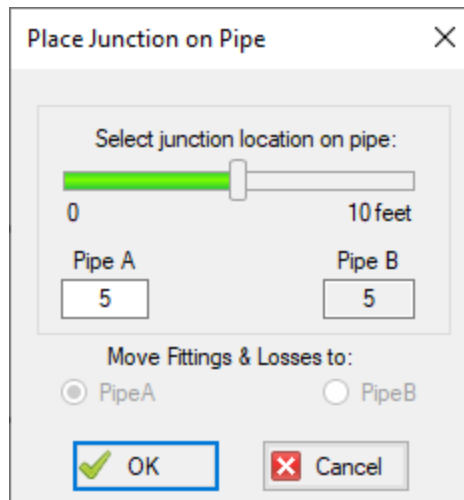 Place Junction on Pipe
Select junction location on pipe:
0 10 feet
Pipe A Pipe B
5 5
Move Fittings & Losses to:
PipeA PipeB
OK Cancel